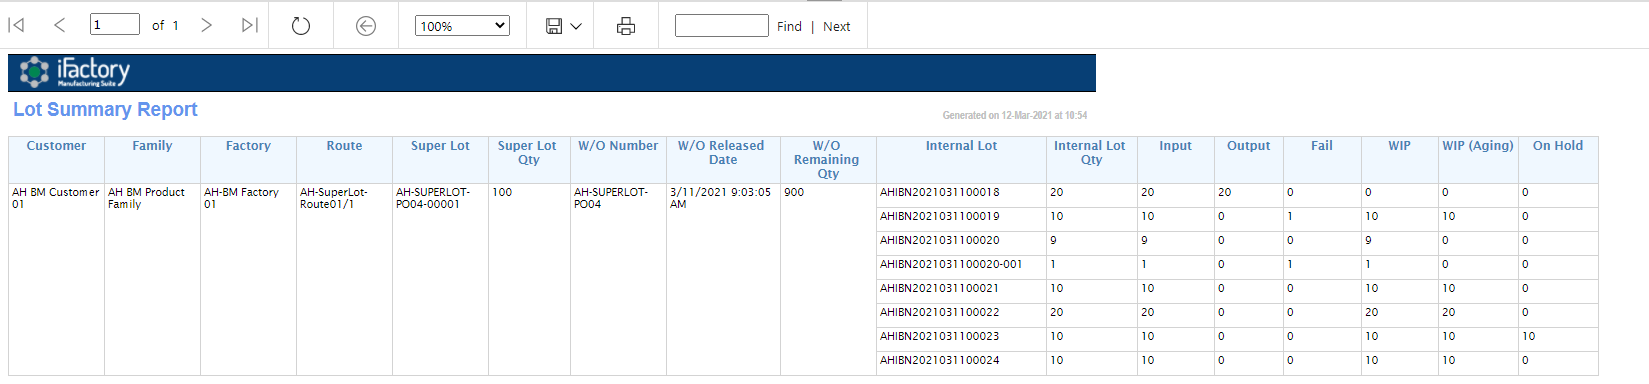 1 of 1 100% Find | Next
iFactory
Manufacturing Suite
Lot Summary Report
Generated on 12-Mar-2021 at 10:54
Customer Family Factory Route Super Lot Super Lot Qty W/O Number W/O Released Date W/O Remaining Qty Internal Lot Internal Lot Qty Input Output Fail WIP WIP (Aging) On Hold
AH BM Customer 01 AH BM Product Family AH-BM Factory 01 AH-SuperLot-Route01/1 AH-SUPERLOT-PO04-00001 100 AH-SUPERLOT-PO04 3/11/2021 9:03:05 AM 900 AHIBN2021031100018 20 20 20 0 0 0 0
AHIBN2021031100019 10 10 0 1 10 10 0
AHIBN2021031100020 9 9 0 0 9 0 0
AHIBN2021031100020-001 1 1 0 1 1 0 0
AHIBN2021031100021 10 10 0 0 10 10 0
AHIBN2021031100022 20 20 0 0 20 20 0
AHIBN2021031100023 10 10 0 0 10 10 10
AHIBN2021031100024 10 10 0 0 10 10 0